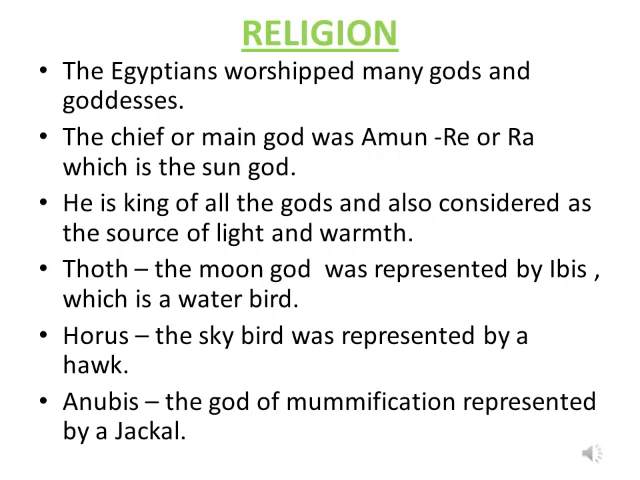 RELIGION
• The Egyptians worshipped many gods and
goddesses.
• The chief or main god was Amun -Re or Ra
which is the sun god.
• He is king of all the gods and also considered as
the source of light and warmth.
• Thoth – the moon god  was represented by Ibis ,
which is a water bird.
• Horus – the sky bird was represented by a
hawk.
• Anubis – the god of mummification represented
by a Jackal.